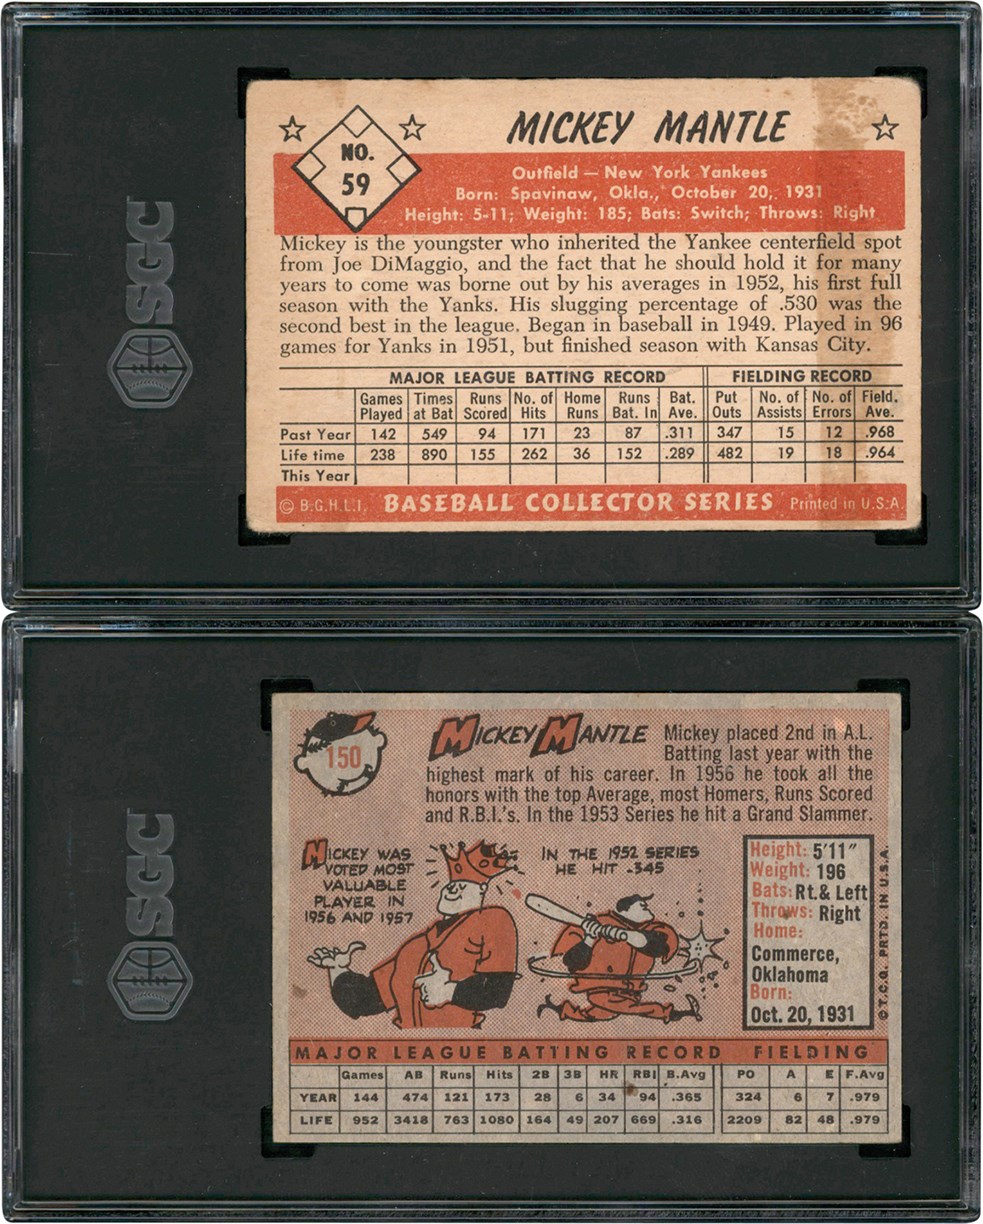 SGC
NO.
59
MICKEY MANTLE
Outfield — New York Yankees
Born: Spavinaw, Okla., October 20, 1931
Height: 5-11; Weight: 185; Bats: Switch; Throws: Right
Mickey is the youngster who inherited the Yankee centerfield spot
from Joe DiMaggio, and the fact that he should hold it for many
years to come was borne out by his averages in 1952, his first full
season with the Yanks. His slugging percentage of .530 was the
second best in the league. Began in baseball in 1949. Played in 96
games for Yanks in 1951, but finished season with Kansas City.
MAJOR LEAGUE BATTING RECORD FIELDING RECORD
Games Times Runs No. of Home Runs Bat. Put No. of No. of Field.
Played at Bat Scored Hits Runs Bat. In Ave. Outs Assists Errors Ave.
Past Year 142 549 94 171 23 87 .311 347 15 12 .968
Life time 238 890 155 262 36 152 .289 482 19 18 .964
This Year
© B.G.H.L.I. BASEBALL COLLECTOR SERIES Printed in U.S.A.
SGC
150
MICKEY MANTLE
Mickey placed 2nd in A.L.
Batting last year with the
highest mark of his career. In 1956 he took all the
honors with the top Average, most Homers, Runs Scored
and R.B.I.'s. In the 1953 Series he hit a Grand Slammer.
MICKEY WAS
VOTED MOST
VALUABLE
PLAYER IN
1956 AND 1957
IN THE 1952 SERIES
HE HIT .345
Height: 5'11"
Weight: 196
Bats: Rt. & Left
Throws: Right
Home:
Commerce,
Oklahoma
Born:
Oct. 20, 1931
© T.C.G. PRTD. IN U.S.A.
MAJOR LEAGUE BATTING RECORD FIELDING
Games AB Runs Hits 2B 3B HR RBI B.Avg PO A E F.Avg
YEAR 144 474 121 173 28 6 34 94 .365 324 6 7 .979
LIFE 952 3418 763 1080 164 49 207 669 .316 2209 82 48 .979